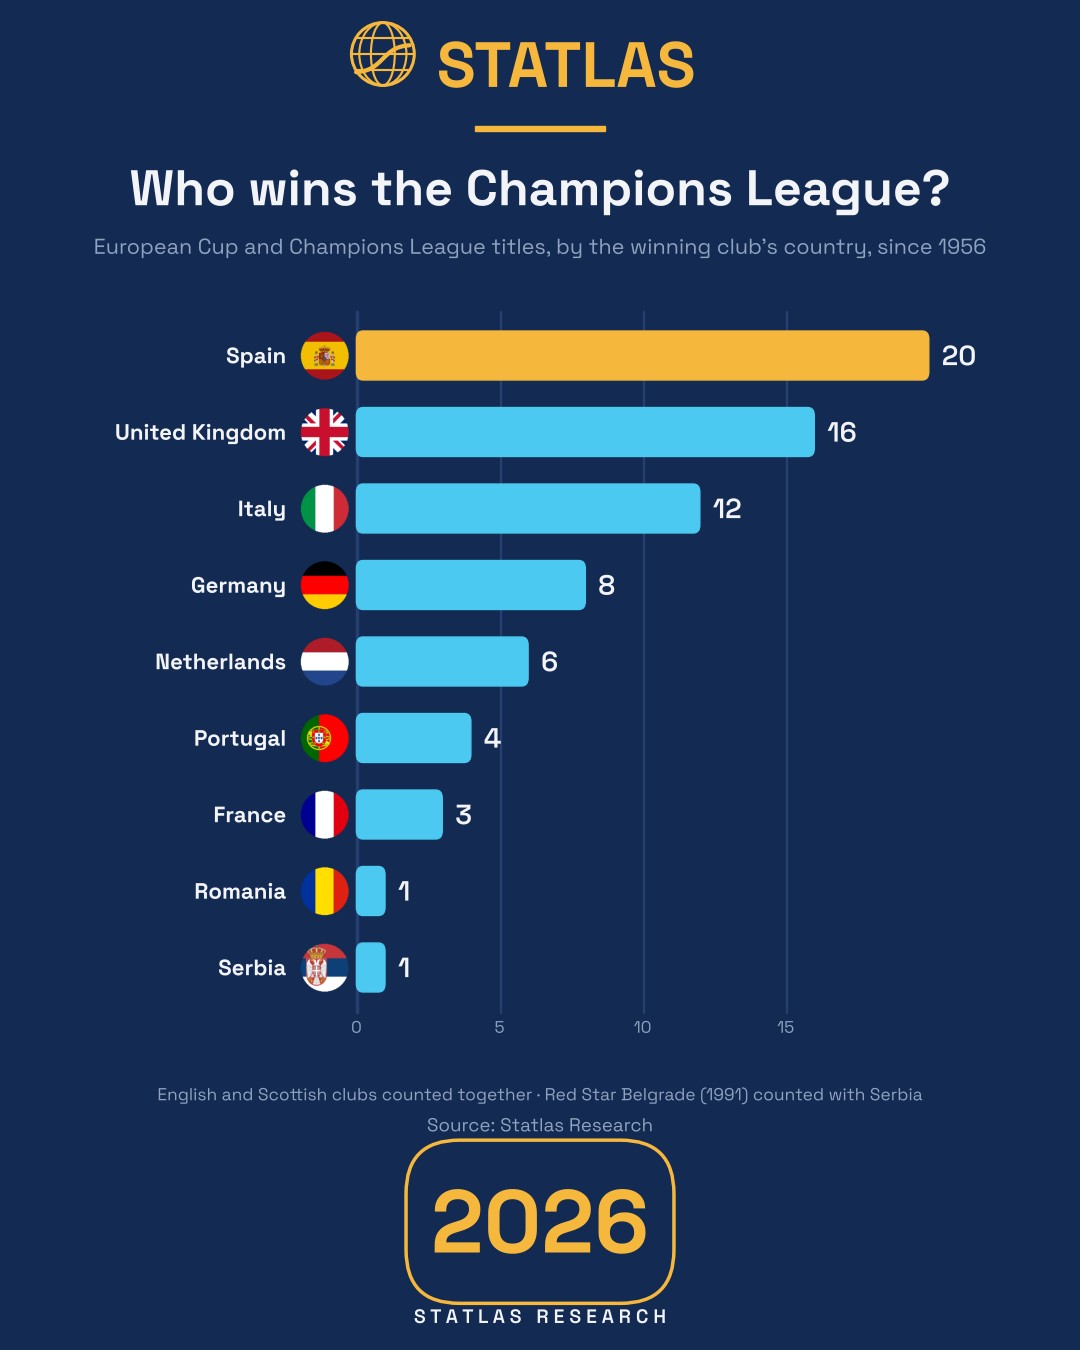 STATLAS
Who wins the Champions League?
European Cup and Champions League titles, by the winning club's country, since 1956
Spain 20
United Kingdom 16
Italy 12
Germany 8
Netherlands 6
Portugal 4
France 3
Romania 1
Serbia 1
0 5 10 15
English and Scottish clubs counted together · Red Star Belgrade (1991) counted with Serbia
Source: Statlas Research
2026
STATLAS RESEARCH